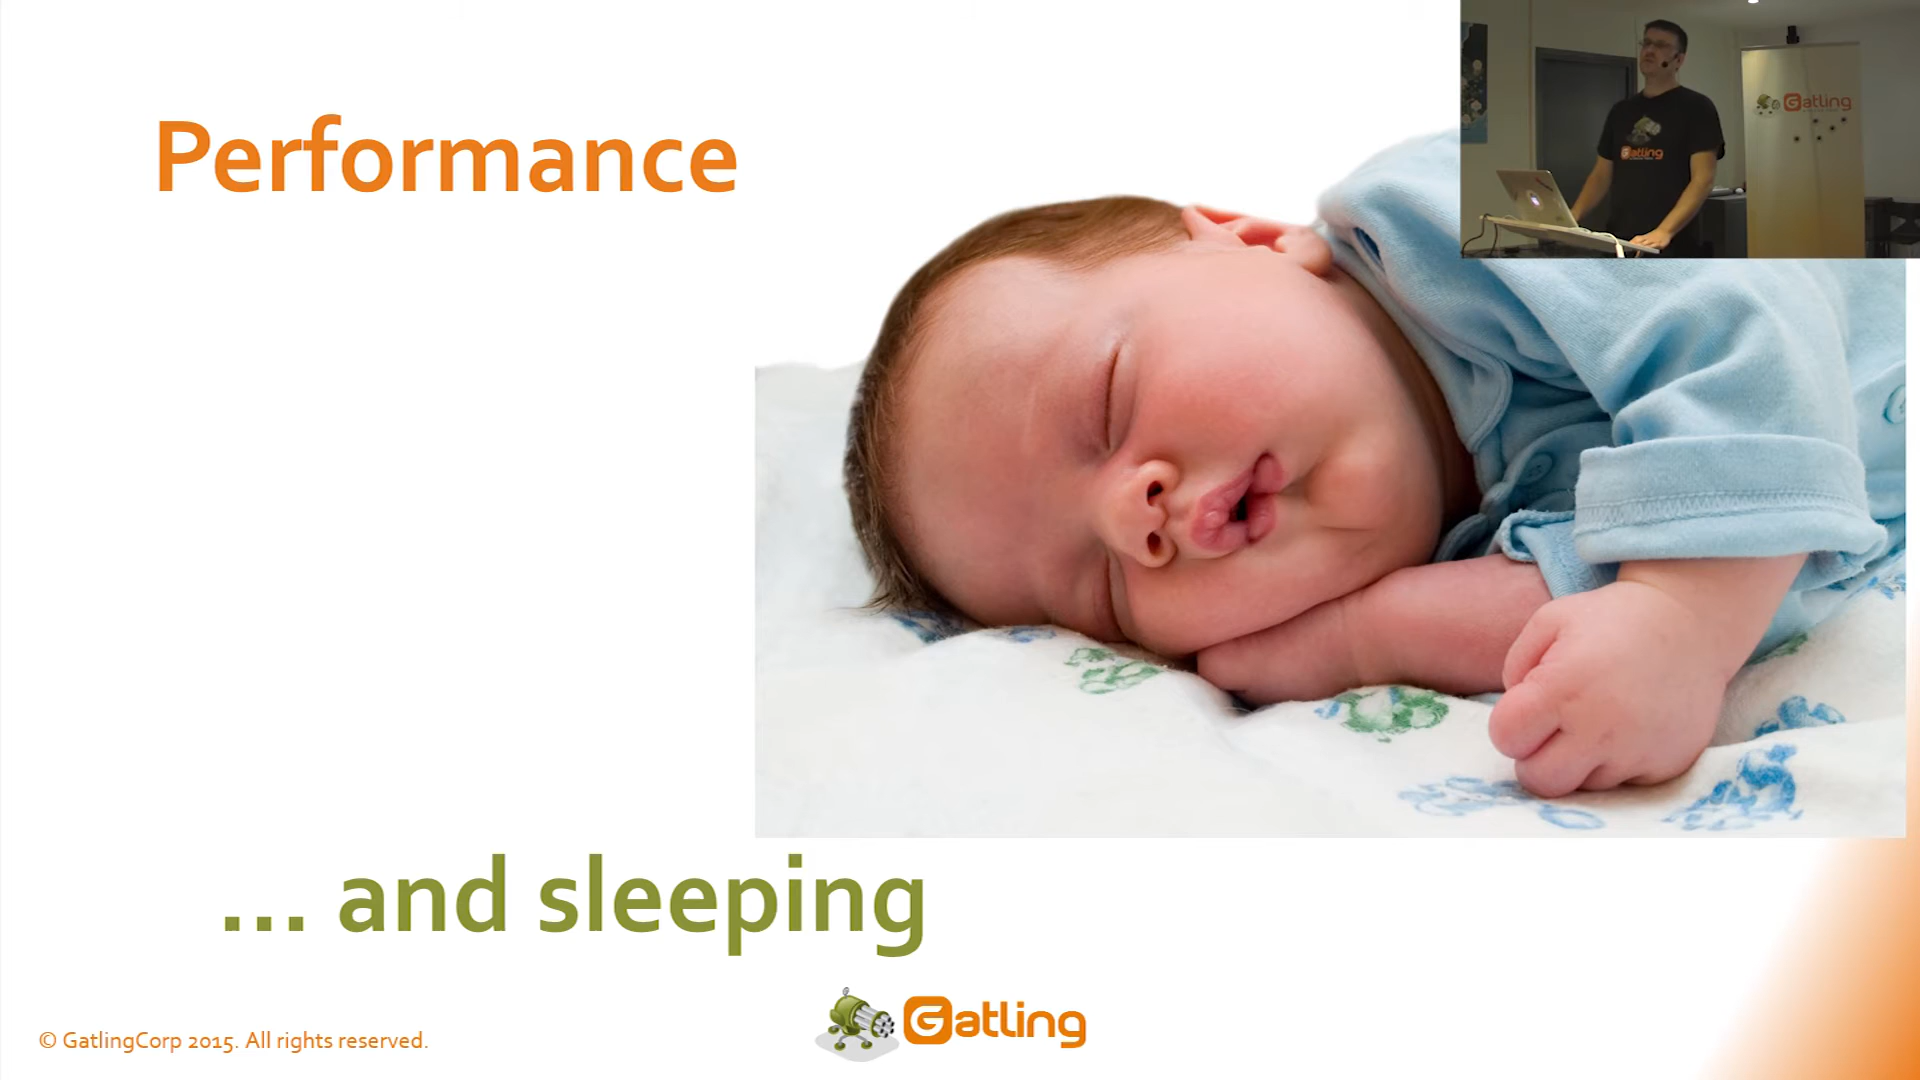 Performance
Gatling
Gatling
... and sleeping
Gatling
© GatlingCorp 2015. All rights reserved.